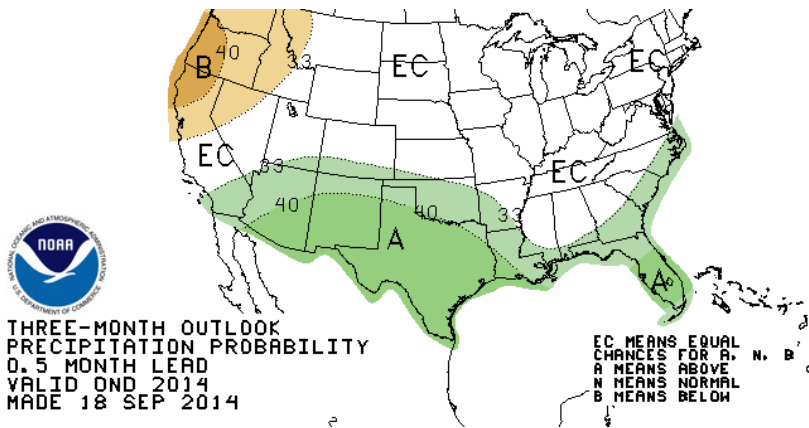 B
40
33
EC
EC
EC
33
EC
40
40
33
A
A
NATIONAL OCEANIC AND ATMOSPHERIC ADMINISTRATION
NOAA
U.S. DEPARTMENT OF COMMERCE
THREE-MONTH OUTLOOK
PRECIPITATION PROBABILITY
0.5 MONTH LEAD
VALID OND 2014
MADE 18 SEP 2014
EC MEANS EQUAL
CHANCES FOR A, N, B
A MEANS ABOVE
N MEANS NORMAL
B MEANS BELOW